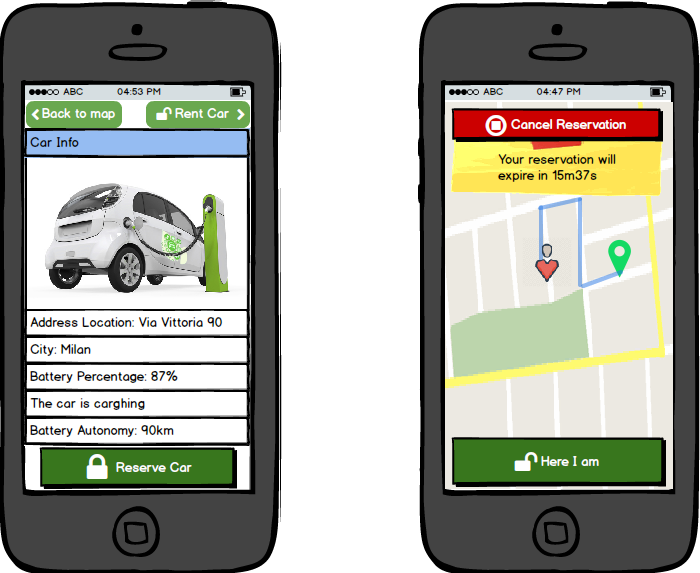 ABC 04:53 PM
Back to map
Rent Car
Car Info
Address Location: Via Vittoria 90
City: Milan
Battery Percentage: 87%
The car is carghing
Battery Autonomy: 90km
Reserve Car
ABC 04:47 PM
Cancel Reservation
Your reservation will
expire in 15m37s
Here I am